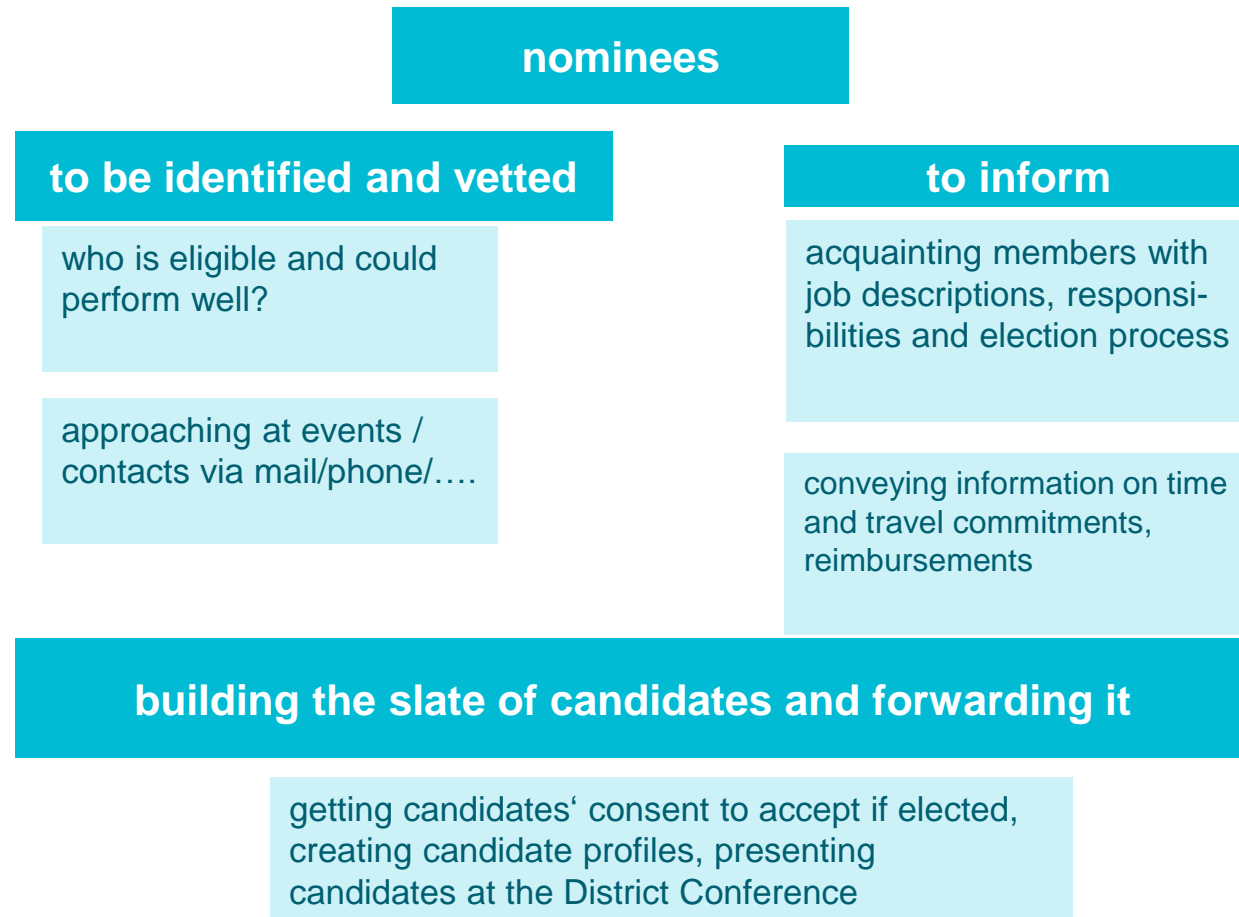 nominees
to be identified and vetted
who is eligible and could
perform well?
approaching at events /
contacts via mail/phone/….
to inform
acquainting members with
job descriptions, responsi-
bilities and election process
conveying information on time
and travel commitments,
reimbursements
building the slate of candidates and forwarding it
getting candidates‘ consent to accept if elected,
creating candidate profiles, presenting
candidates at the District Conference